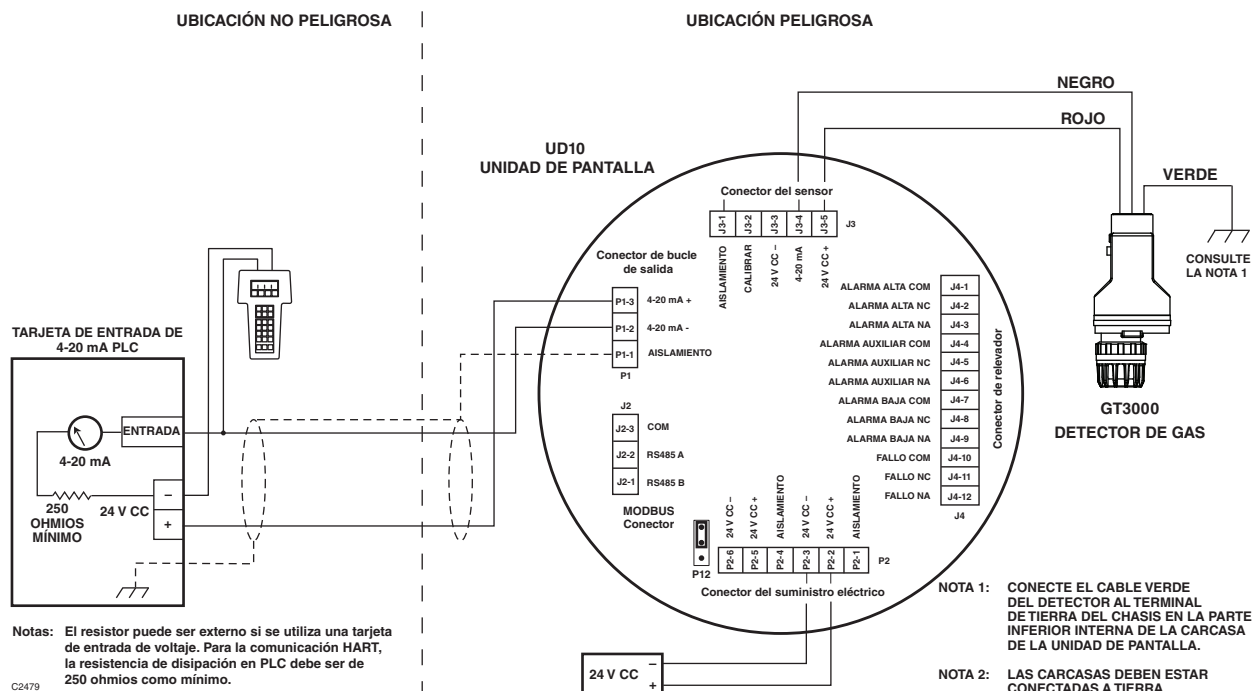 UBICACIÓN NO PELIGROSA
UBICACIÓN PELIGROSA
NEGRO
ROJO
VERDE
UD10
UNIDAD DE PANTALLA
Conector del sensor
J3-1
J3-2
J3-3
J3-4
J3-5
J3
AISLAMIENTO
CALIBRAR
24 V CC –
4-20 mA
24 V CC +
CONSULTE
LA NOTA 1
GT3000
DETECTOR DE GAS
Conector de bucle
de salida
P1-3 4-20 mA +
P1-2 4-20 mA -
P1-1 AISLAMIENTO
P1
J2
J2-3 COM
J2-2 RS485 A
J2-1 RS485 B
MODBUS
Conector
ALARMA ALTA COM J4-1
ALARMA ALTA NC J4-2
ALARMA ALTA NA J4-3
ALARMA AUXILIAR COM J4-4
ALARMA AUXILIAR NC J4-5
ALARMA AUXILIAR NA J4-6
ALARMA BAJA COM J4-7
ALARMA BAJA NC J4-8
ALARMA BAJA NA J4-9
FALLO COM J4-10
FALLO NC J4-11
FALLO NA J4-12
J4
Conector de relevador
TARJETA DE ENTRADA DE
4-20 mA PLC
ENTRADA
4-20 mA
250
OHMIOS
MÍNIMO
24 V CC
–
+
P12
24 V CC –
24 V CC +
AISLAMIENTO
24 V CC –
24 V CC +
AISLAMIENTO
P2-6
P2-5
P2-4
P2-3
P2-2
P2-1
P2
Conector del suministro eléctrico
24 V CC
–
+
Notas: El resistor puede ser externo si se utiliza una tarjeta
de entrada de voltaje. Para la comunicación HART,
la resistencia de disipación en PLC debe ser de
250 ohmios como mínimo.
C2479
NOTA 1: CONECTE EL CABLE VERDE
DEL DETECTOR AL TERMINAL
DE TIERRA DEL CHASIS EN LA PARTE
INFERIOR INTERNA DE LA CARCASA
DE LA UNIDAD DE PANTALLA.
NOTA 2: LAS CARCASAS DEBEN ESTAR
CONECTADAS A TIERRA